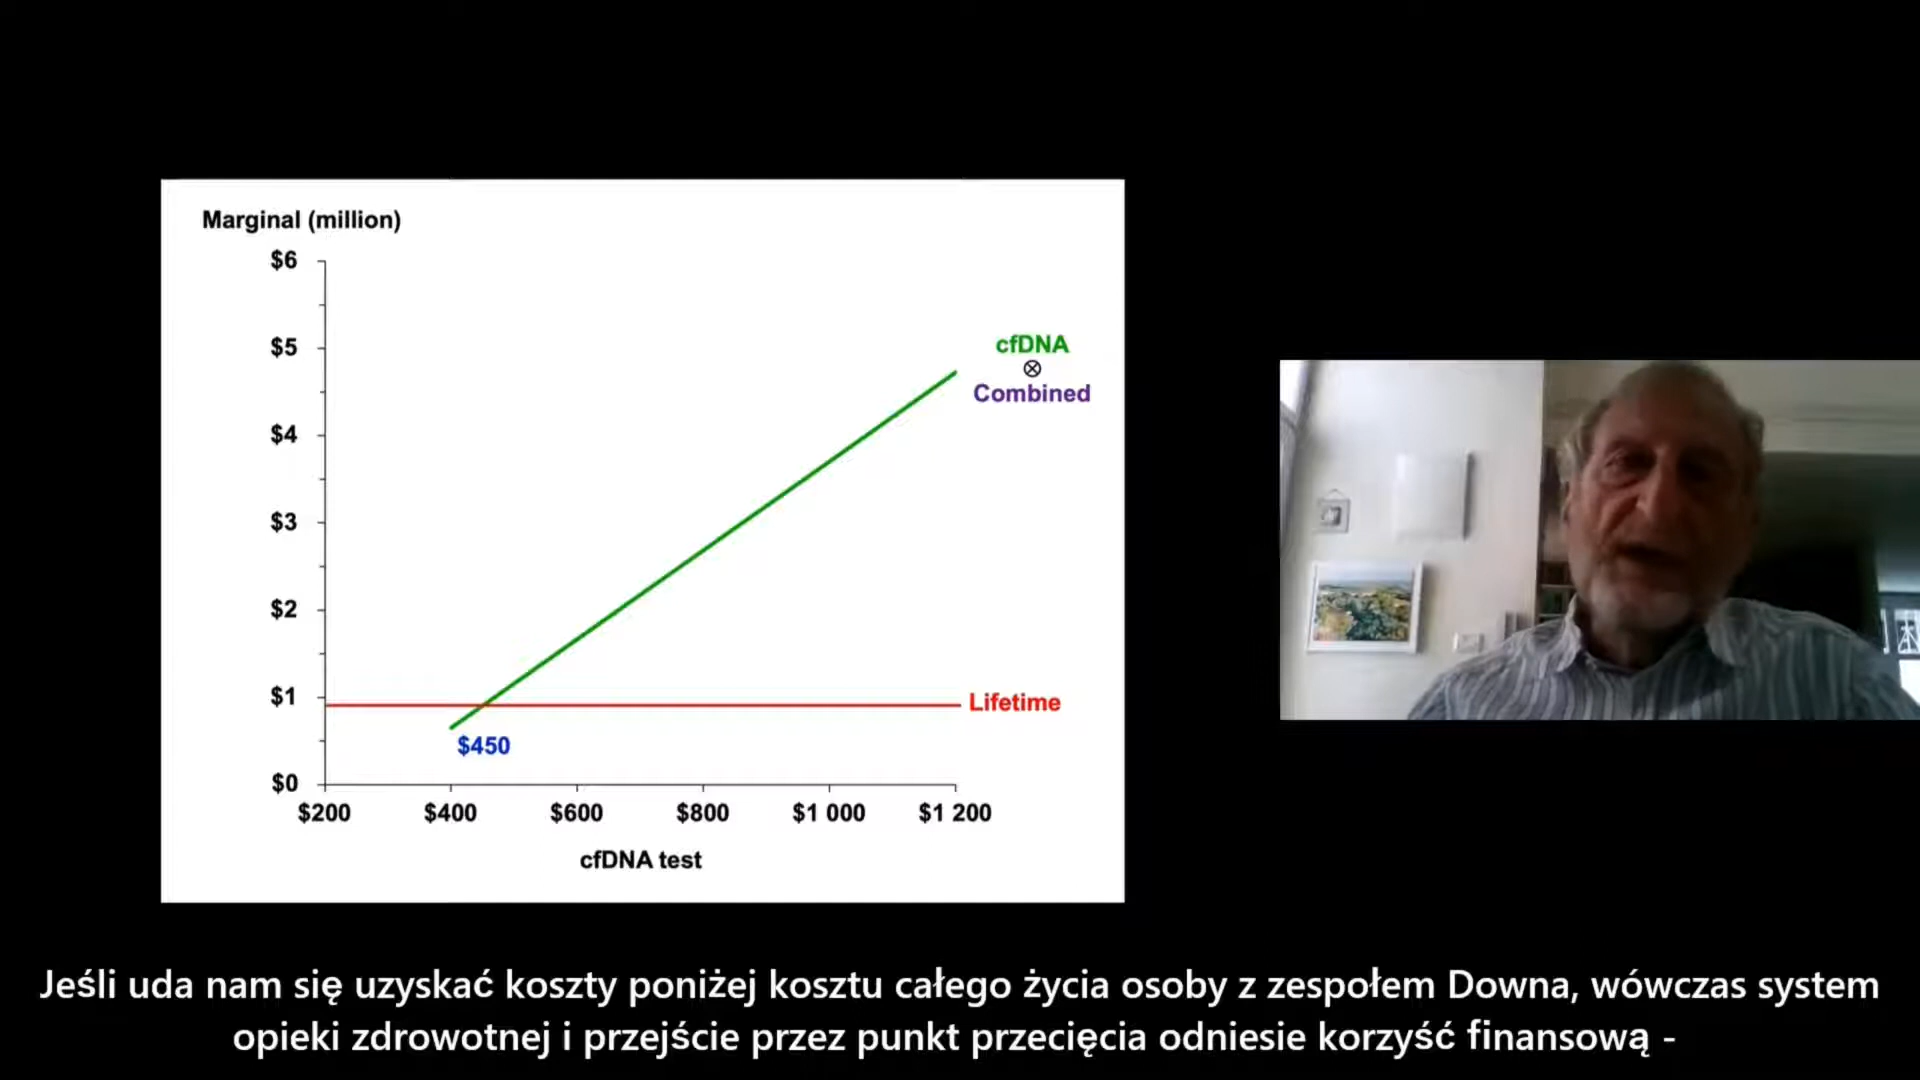 Marginal (million)
$6
$5
$4
$3
$2
$1
$0
$200
$400
$600
$800
$1 000
$1 200
cfDNA test
cfDNA
⊗
Combined
Lifetime
$450
Jeśli uda nam się uzyskać koszty poniżej kosztu całego życia osoby z zespołem Downa, wówczas system
opieki zdrowotnej i przejście przez punkt przecięcia odniesie korzyść finansową -